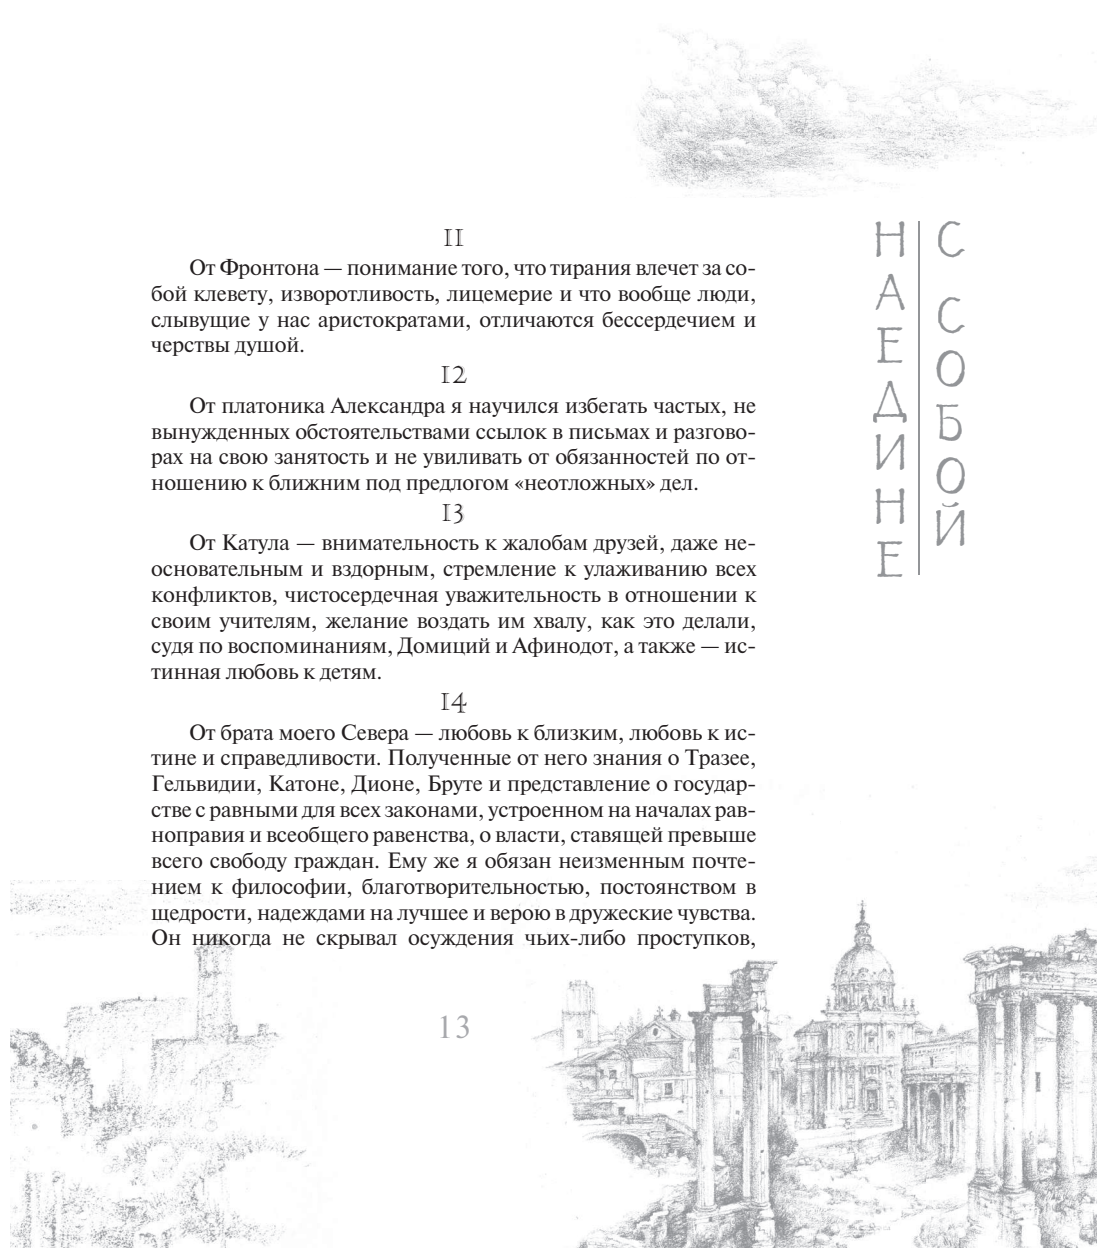 11
От Фронтона — понимание того, что тирания влечет за со-
бой клевету, изворотливость, лицемерие и что вообще люди,
слывущие у нас аристократами, отличаются бессердечием и
черствы душой.
12
От платоника Александра я научился избегать частых, не
вынужденных обстоятельствами ссылок в письмах и разгово-
рах на свою занятость и не увиливать от обязанностей по от-
ношению к ближним под предлогом «неотложных» дел.
13
От Катула — внимательность к жалобам друзей, даже не-
основательным и вздорным, стремление к улаживанию всех
конфликтов, чистосердечная уважительность в отношении к
своим учителям, желание воздать им хвалу, как это делали,
судя по воспоминаниям, Домиций и Афинодот, а также — ис-
тинная любовь к детям.
14
От брата моего Севера — любовь к близким, любовь к ис-
тине и справедливости. Полученные от него знания о Тразее,
Гельвидии, Катоне, Дионе, Бруте и представление о государ-
стве с равными для всех законами, устроенном на началах рав-
ноправия и всеобщего равенства, о власти, ставящей превыше
всего свободу граждан. Ему же я обязан неизменным почте-
нием к философии, благотворительностью, постоянством в
щедрости, надеждами на лучшее и верою в дружеские чувства.
Он никогда не скрывал осуждения чьих-либо проступков,
НАЕДИНЕ
С СОБОЙ
13